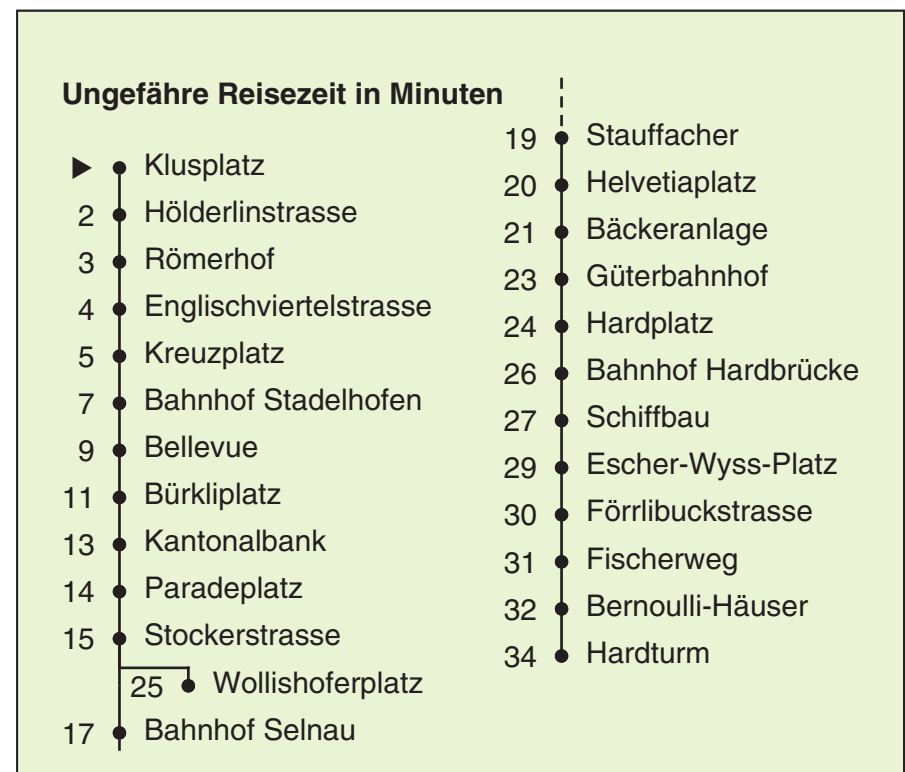 Ungefähre Reisezeit in Minuten
Klusplatz
2 Hölderlinstrasse
3 Römerhof
4 Englischviertelstrasse
5 Kreuzplatz
7 Bahnhof Stadelhofen
9 Bellevue
11 Bürkliplatz
13 Kantonalbank
14 Paradeplatz
15 Stockerstrasse
25 Wollishoferplatz
17 Bahnhof Selnau
19 Stauffacher
20 Helvetiaplatz
21 Bäckeranlage
23 Güterbahnhof
24 Hardplatz
26 Bahnhof Hardbrücke
27 Schiffbau
29 Escher-Wyss-Platz
30 Förrlibuckstrasse
31 Fischerweg
32 Bernoulli-Häuser
34 Hardturm